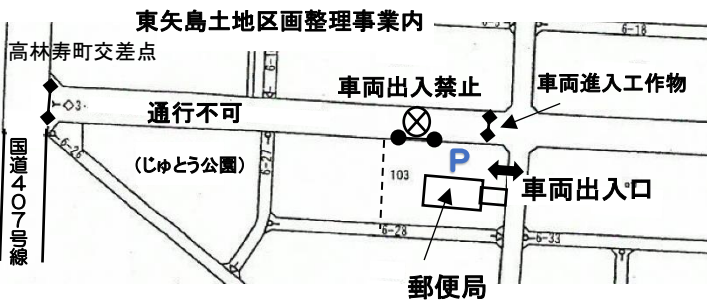 東矢島土地区画整理事業内
6-18
高林寿町交差点
車両出入禁止
車両進入工作物
通行不可
(じゅとう公園)
6-26
6-27
国道407号線
103
P
車両出入口
6-28
6-33
郵便局